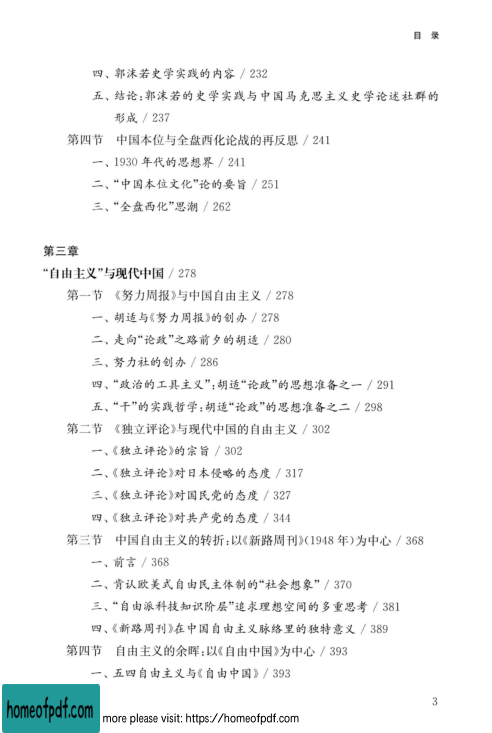 目 录
四、郭沫若史学实践的内容 / 232
五、结论:郭沫若的史学实践与中国马克思主义史学论述社群的
形成 / 237
第四节 中国本位与全盘西化论战的再反思 / 241
一、1930 年代的思想界 / 241
二、“中国本位文化”论的要旨 / 251
三、“全盘西化”思潮 / 262
第三章
“自由主义”与现代中国 / 278
第一节 《努力周报》与中国自由主义 / 278
一、胡适与《努力周报》的创办 / 278
二、走向“论政”之路前夕的胡适 / 280
三、努力社的创办 / 286
四、“政治的工具主义”:胡适“论政”的思想准备之一 / 291
五、“干”的实践哲学:胡适“论政”的思想准备之二 / 298
第二节 《独立评论》与现代中国的自由主义 / 302
一、《独立评论》的宗旨 / 302
二、《独立评论》对日本侵略的态度 / 317
三、《独立评论》对国民党的态度 / 327
四、《独立评论》对共产党的态度 / 344
第三节 中国自由主义的转折:以《新路周刊》(1948 年)为中心 / 368
一、前言 / 368
二、肯认欧美式自由民主体制的“社会想象” / 370
三、“自由派科技知识阶层”追求理想空间的多重思考 / 381
四、《新路周刊》在中国自由主义脉络里的独特意义 / 389
第四节 自由主义的余晖:以《自由中国》为中心 / 393
一、五四自由主义与《自由中国》 / 393
3
homeofpdf.com more please visit: https://homeofpdf.com